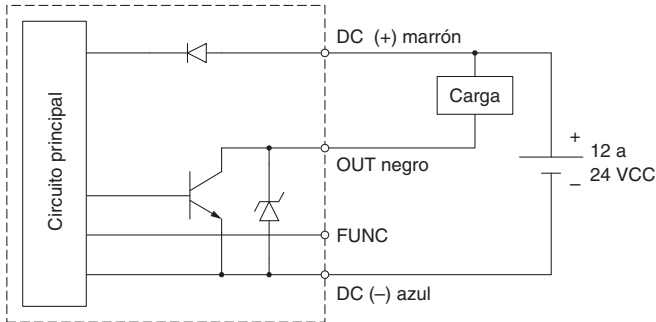 DC (+) marrón
Circuito principal
Carga
OUT negro
+
12 a
24 VCC
–
FUNC
DC (–) azul